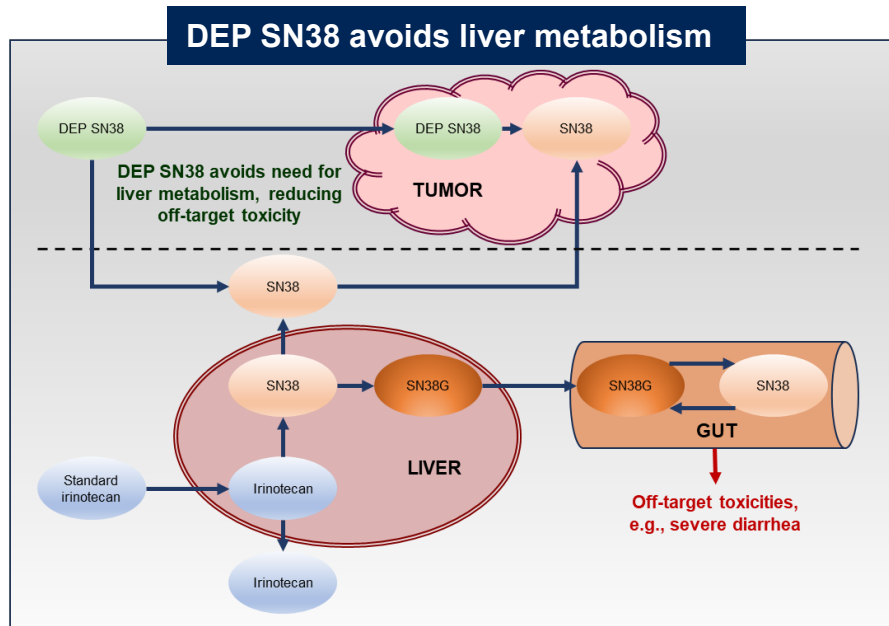 DEP SN38 avoids liver metabolism
DEP SN38
DEP SN38
SN38
DEP SN38 avoids need for
liver metabolism, reducing
off-target toxicity
TUMOR
SN38
SN38
SN38G
SN38G
SN38
GUT
LIVER
Standard
irinotecan
Irinotecan
Off-target toxicities,
e.g., severe diarrhea
Irinotecan